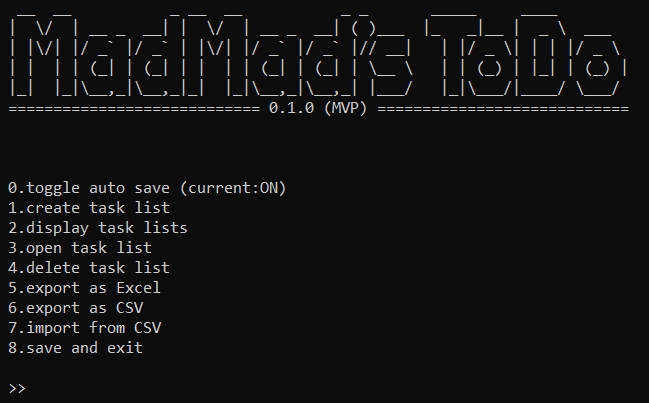 MadMad's ToDo
============================ 0.1.0 (MVP) ============================
0.toggle auto save (current:ON)
1.create task list
2.display task lists
3.open task list
4.delete task list
5.export as Excel
6.export as CSV
7.import from CSV
8.save and exit
>>